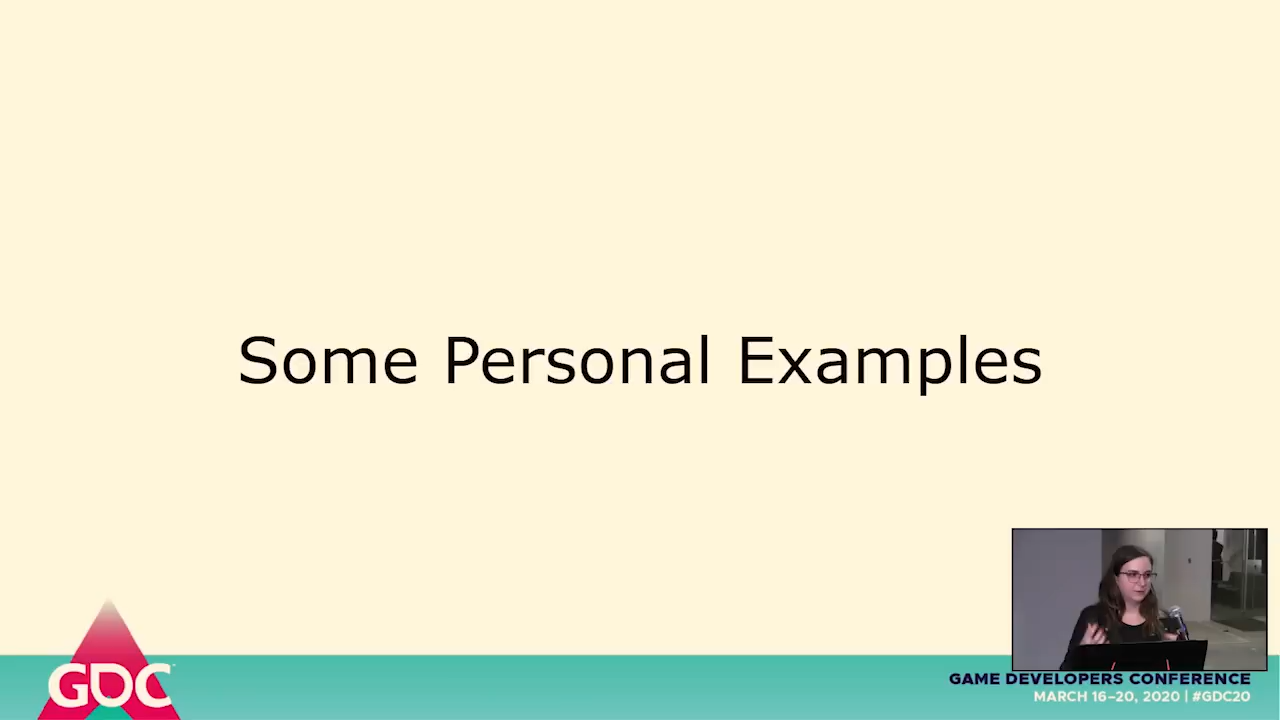 Some Personal Examples
GDC
GAME DEVELOPERS CONFERENCE
MARCH 16–20, 2020 | #GDC20